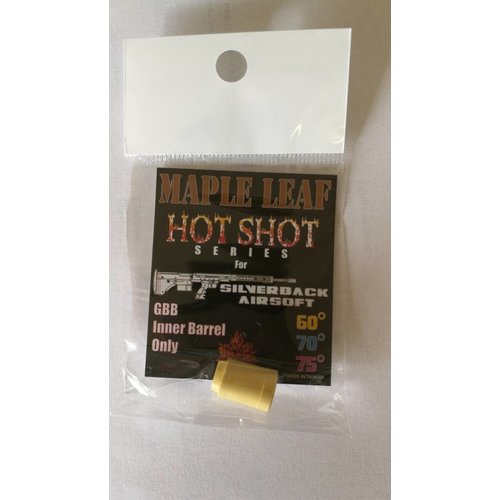 MAPLE LEAF
HOT SHOT
SERIES
For
SILVERBACK
AIRSOFT
GBB
Inner Barrel
Only
60°
70°
75°
MADE IN TAIWAN